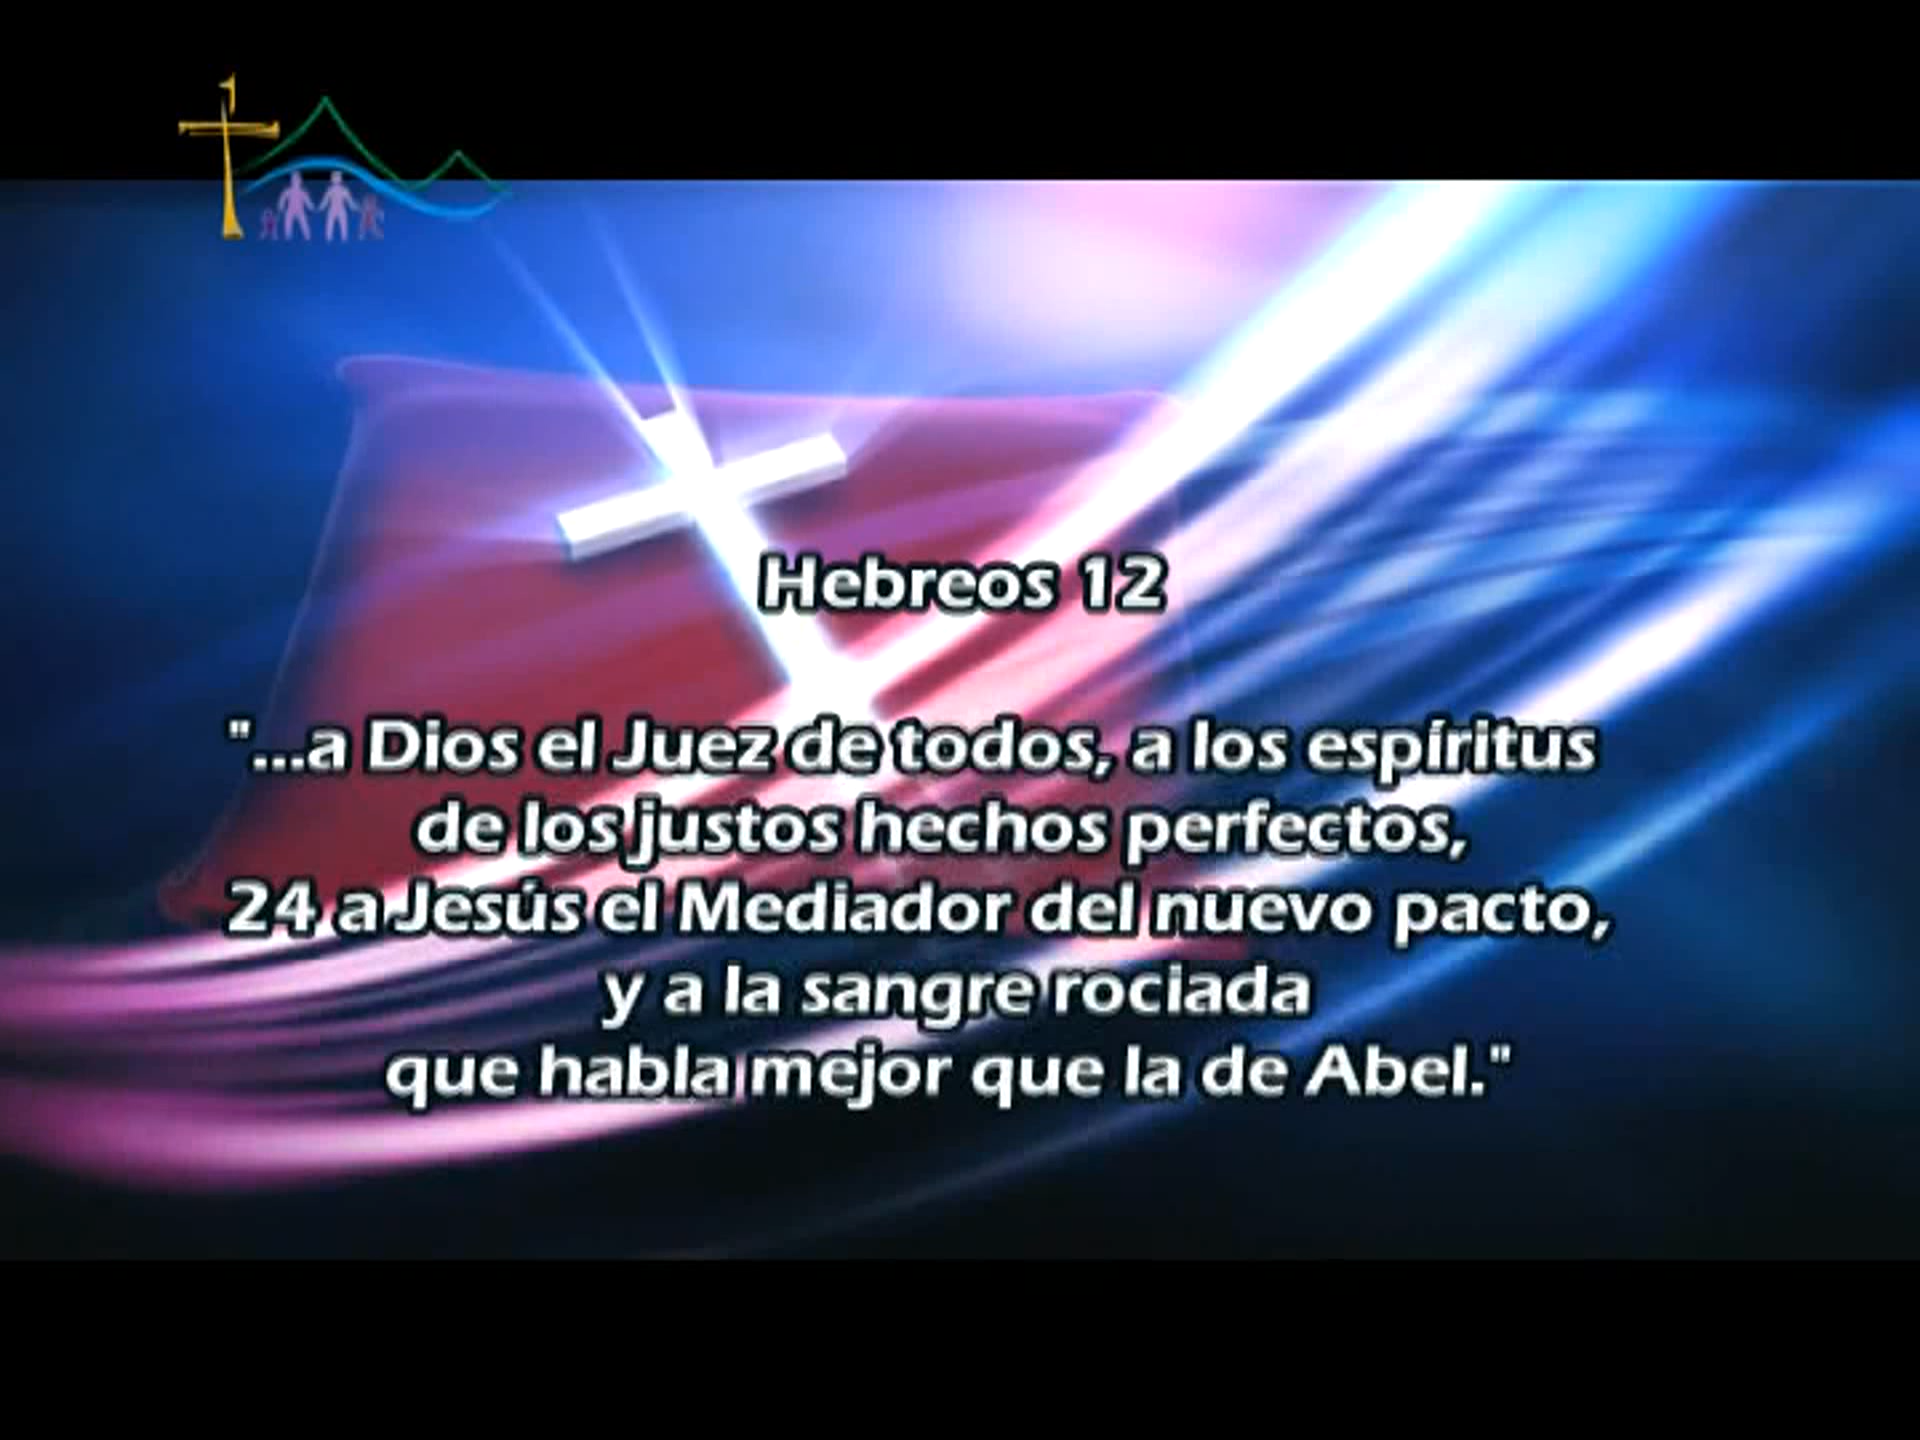 Hebreos 12
"...a Dios el Juez de todos, a los espíritus
de los justos hechos perfectos,
24 a Jesús el Mediador del nuevo pacto,
y a la sangre rociada
que habla mejor que la de Abel."